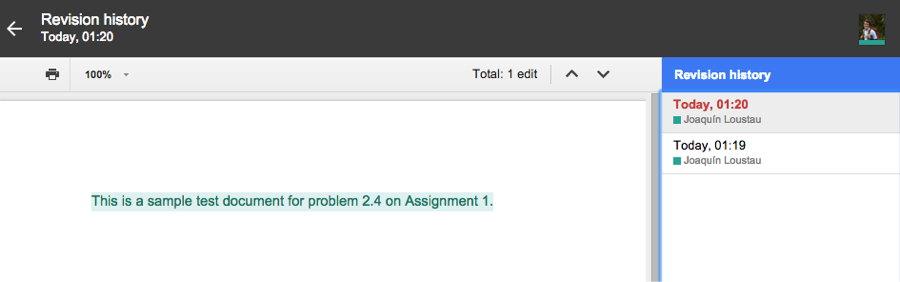 Revision history
Today, 01:20
100%
Total: 1 edit
Revision history
Today, 01:20
Joaquín Loustau
Today, 01:19
Joaquín Loustau
This is a sample test document for problem 2.4 on Assignment 1.